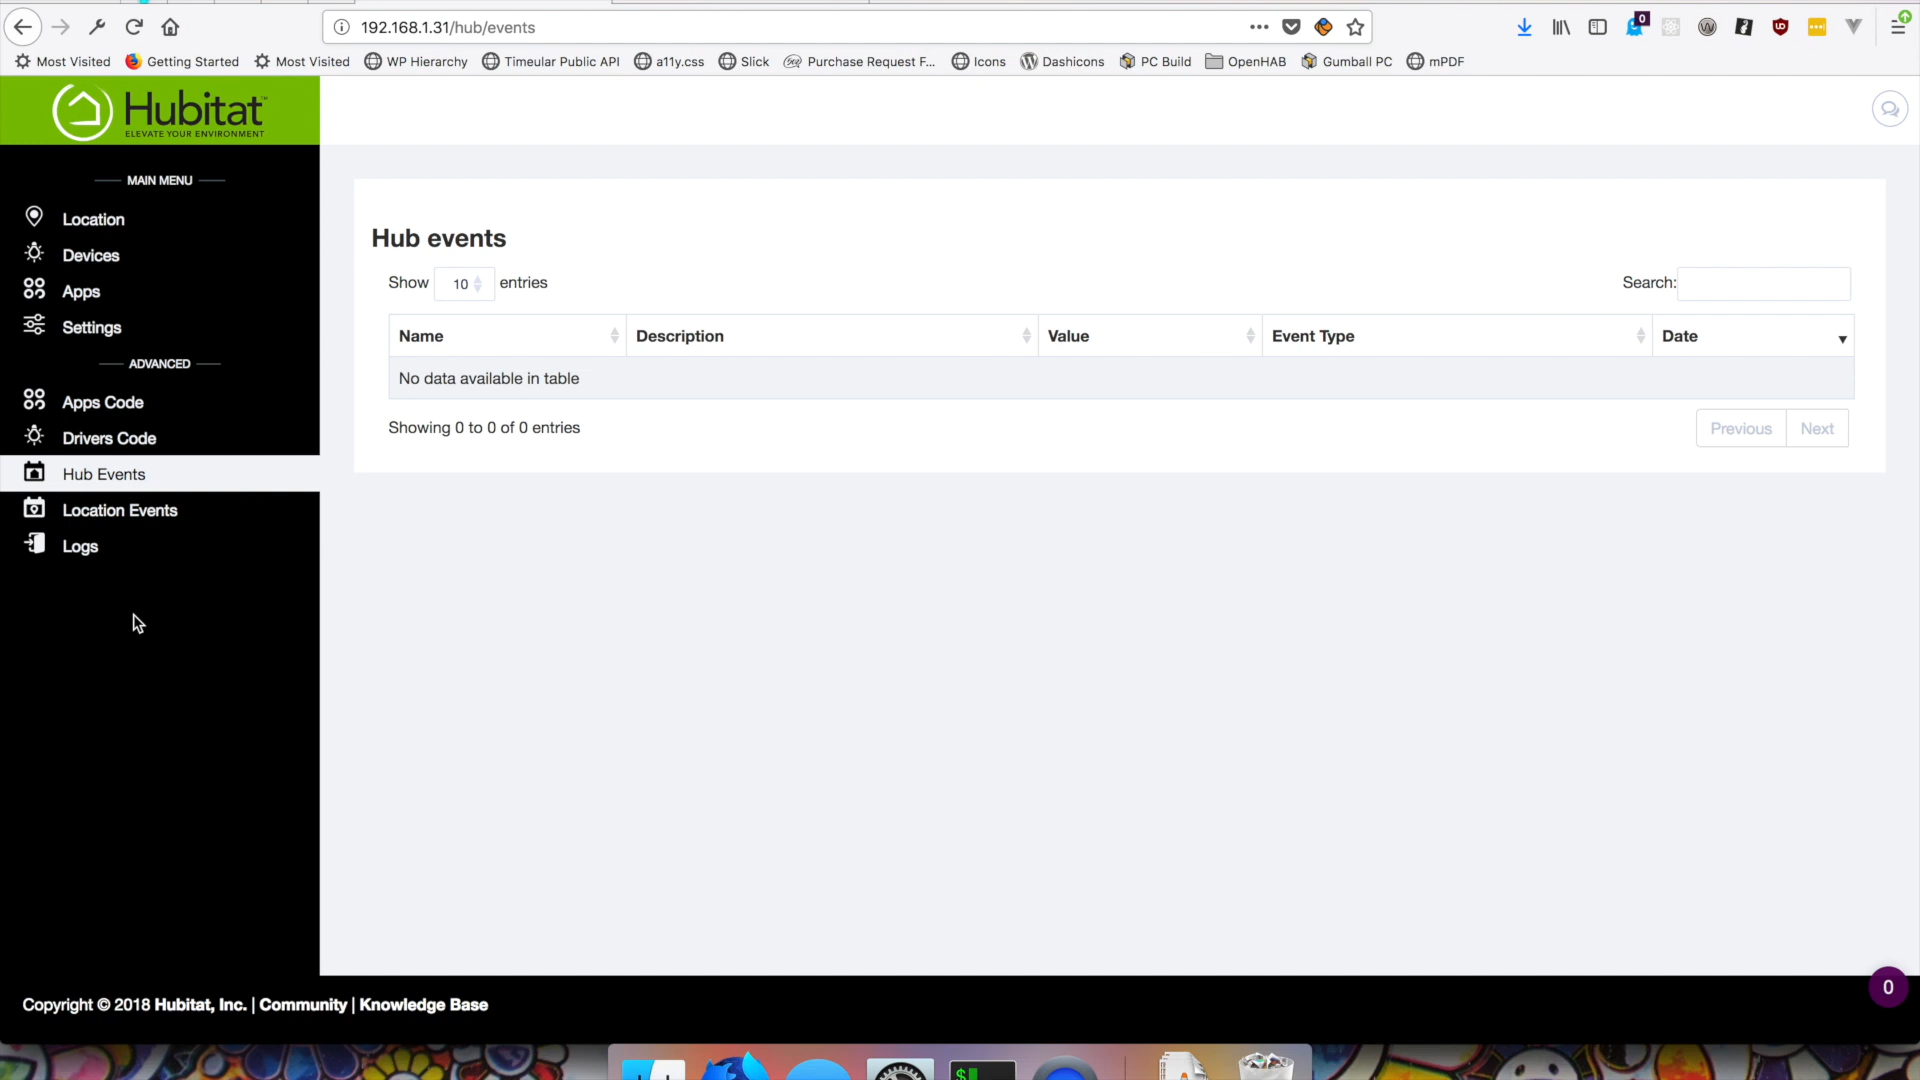 192.168.1.31/hub/events
0
Most Visited Getting Started Most Visited WP Hierarchy Timeular Public API a11y.css Slick Purchase Request F... Icons Dashicons PC Build OpenHAB Gumball PC mPDF
Hubitat™
ELEVATE YOUR ENVIRONMENT
MAIN MENU
Location
Devices
Apps
Settings
ADVANCED
Apps Code
Drivers Code
Hub Events
Location Events
Logs
Hub events
Show 10 entries
Search:
Name Description Value Event Type Date
No data available in table
Showing 0 to 0 of 0 entries
Previous Next
0
Copyright © 2018 Hubitat, Inc. | Community | Knowledge Base
$